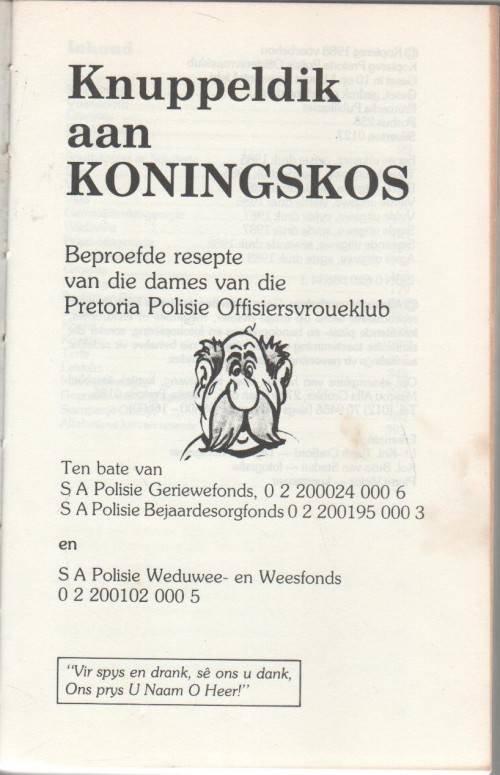 Knuppeldik
aan
KONINGSKOS
Beproefde resepte
van die dames van die
Pretoria Polisie Offisiersvroueklub
Ten bate van
S A Polisie Geriewefonds, 0 2 200024 000 6
S A Polisie Bejaardesorgfonds 0 2 200195 000 3
en
S A Polisie Weduwee- en Weesfonds
0 2 200102 000 5
"Vir spys en drank, sê ons u dank,
Ons prys U Naam O Heer!"